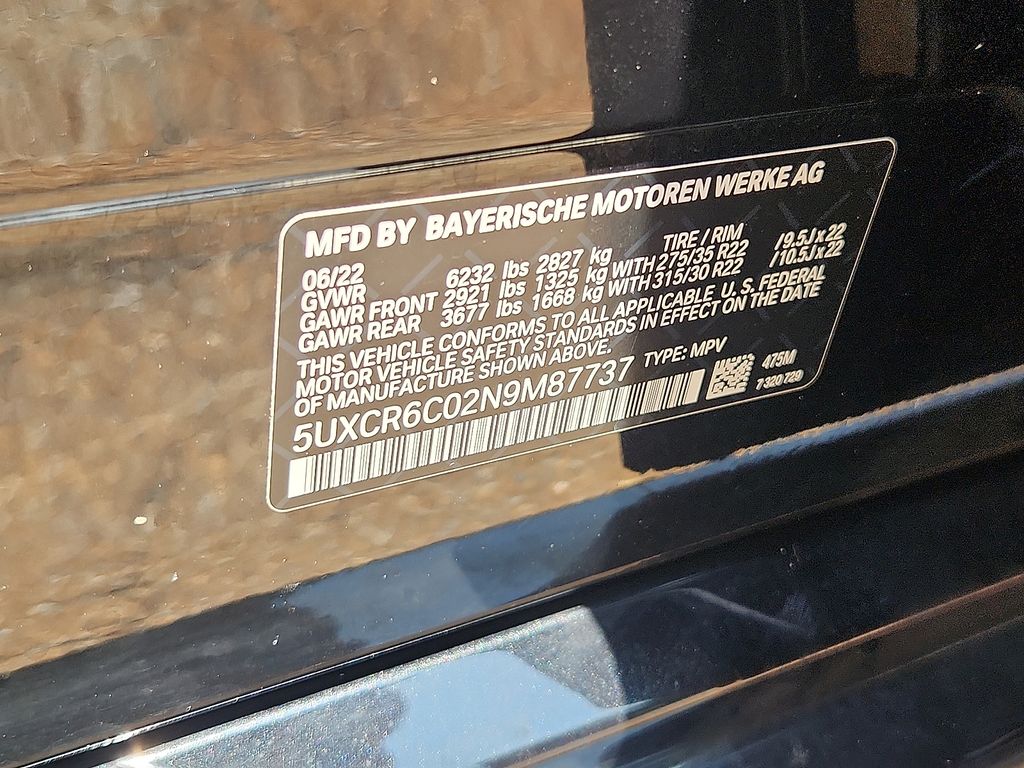 MFD BY BAYERISCHE MOTOREN WERKE AG
06/22 TIRE / RIM
GVWR 6232 lbs 2827 kg
GAWR FRONT 2921 lbs 1325 kg WITH 275/35 R22 /9.5J x 22
GAWR REAR 3677 lbs 1668 kg WITH 315/30 R22 /10.5J x 22
THIS VEHICLE CONFORMS TO ALL APPLICABLE U. S. FEDERAL
MOTOR VEHICLE SAFETY STANDARDS IN EFFECT ON THE DATE
OF MANUFACTURE SHOWN ABOVE.
5UXCR6C02N9M87737 TYPE: MPV 475M
7 320 729